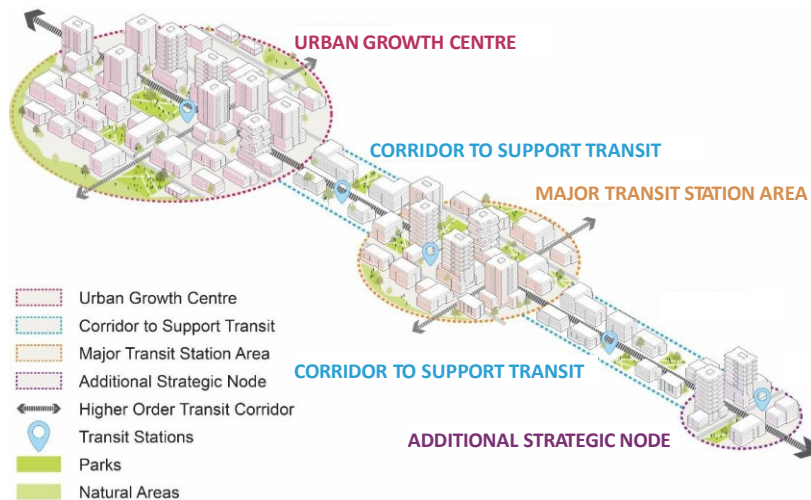 URBAN GROWTH CENTRE
CORRIDOR TO SUPPORT TRANSIT
MAJOR TRANSIT STATION AREA
Urban Growth Centre
Corridor to Support Transit
Major Transit Station Area
Additional Strategic Node
Higher Order Transit Corridor
Transit Stations
Parks
Natural Areas
CORRIDOR TO SUPPORT TRANSIT
ADDITIONAL STRATEGIC NODE